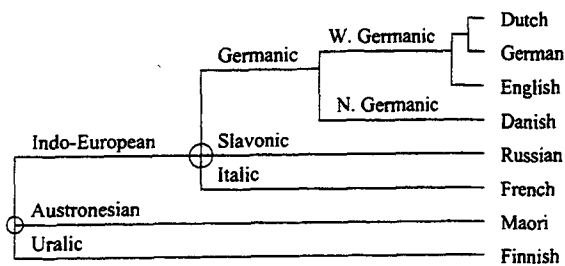 Dutch
W. Germanic
German
Germanic
English
N. Germanic
Danish
Indo-European
Slavonic
Russian
Italic
French
Austronesian
Maori
Uralic
Finnish